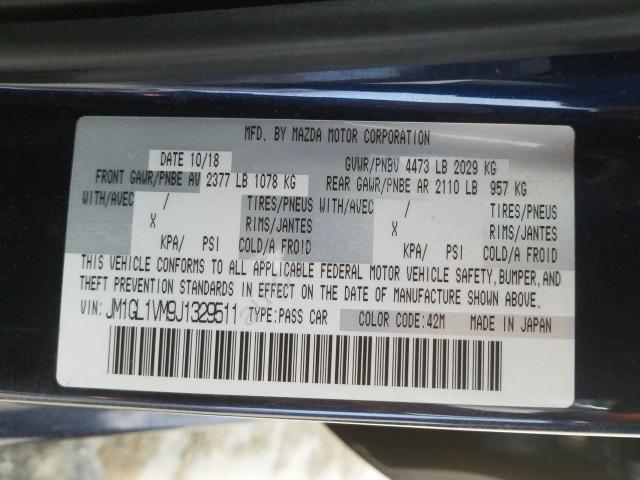 MFD. BY MAZDA MOTOR CORPORATION
DATE 10/18 GVWR/PNBV 4473 LB 2029 KG
FRONT GAWR/PNBE AV 2377 LB 1078 KG REAR GAWR/PNBE AR 2110 LB 957 KG
WITH/AVEC / TIRES/PNEUS WITH/AVEC / TIRES/PNEUS
X RIMS/JANTES X RIMS/JANTES
KPA/ PSI COLD/A FROID KPA/ PSI COLD/A FROID
THIS VEHICLE CONFORMS TO ALL APPLICABLE FEDERAL MOTOR VEHICLE SAFETY, BUMPER, AND
THEFT PREVENTION STANDARDS IN EFFECT ON THE DATE OF MANUFACTURE SHOWN ABOVE.
VIN: JM1GL1VM9J1329511 TYPE:PASS CAR COLOR CODE:42M MADE IN JAPAN